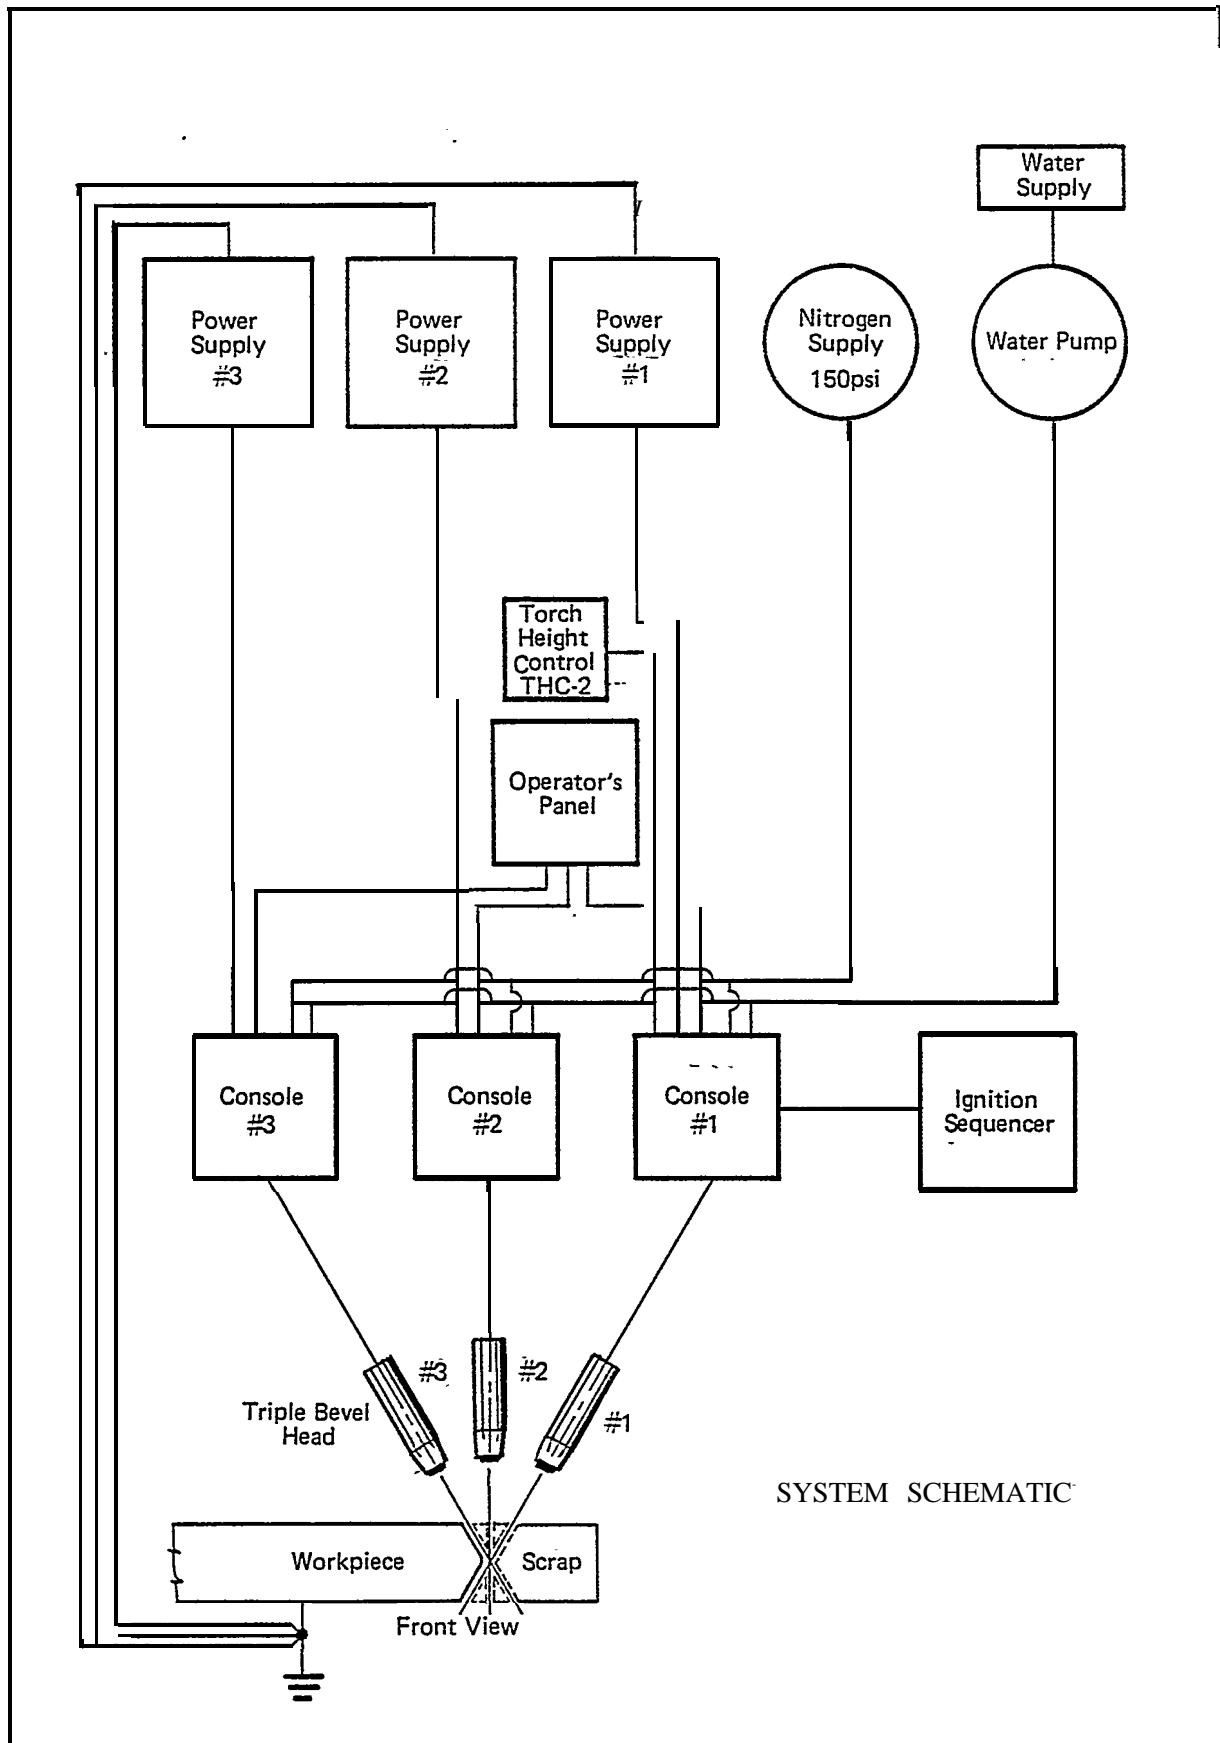 Water
Supply
Power
Supply
#3
Power
Supply
#2
Power
Supply
#1
Nitrogen
Supply
150psi
Water Pump
Torch
Height
Control
THC-2
Operator's
Panel
Console
#3
Console
#2
Console
#1
Ignition
Sequencer
#3
#2
#1
Triple Bevel
Head
SYSTEM SCHEMATIC
Workpiece
Scrap
Front View